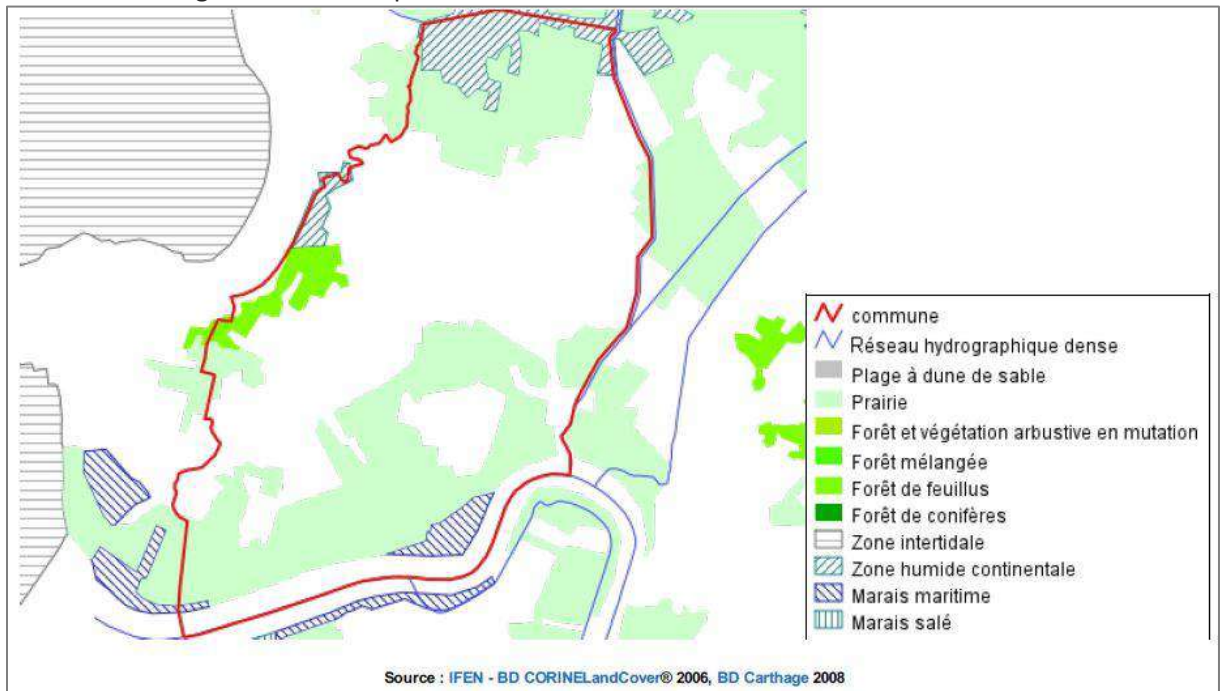 commune
Réseau hydrographique dense
Plage à dune de sable
Prairie
Forêt et végétation arbustive en mutation
Forêt mélangée
Forêt de feuillus
Forêt de conifères
Zone intertidale
Zone humide continentale
Marais maritime
Marais salé
Source : IFEN - BD CORINELandCover® 2006, BD Carthage 2008